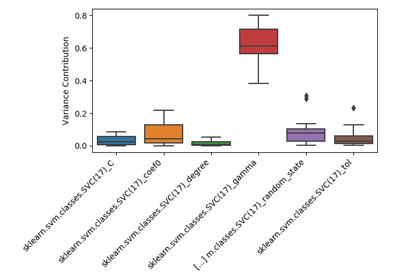 0.8
0.6
0.4
0.2
0.0
Variance Contribution
sklearn.svm.classes.SVC(17)_C
sklearn.svm.classes.SVC(17)_coef0
sklearn.svm.classes.SVC(17)_degree
sklearn.svm.classes.SVC(17)_gamma
[...] m.classes.SVC(17)_random_state
sklearn.svm.classes.SVC(17)_tol